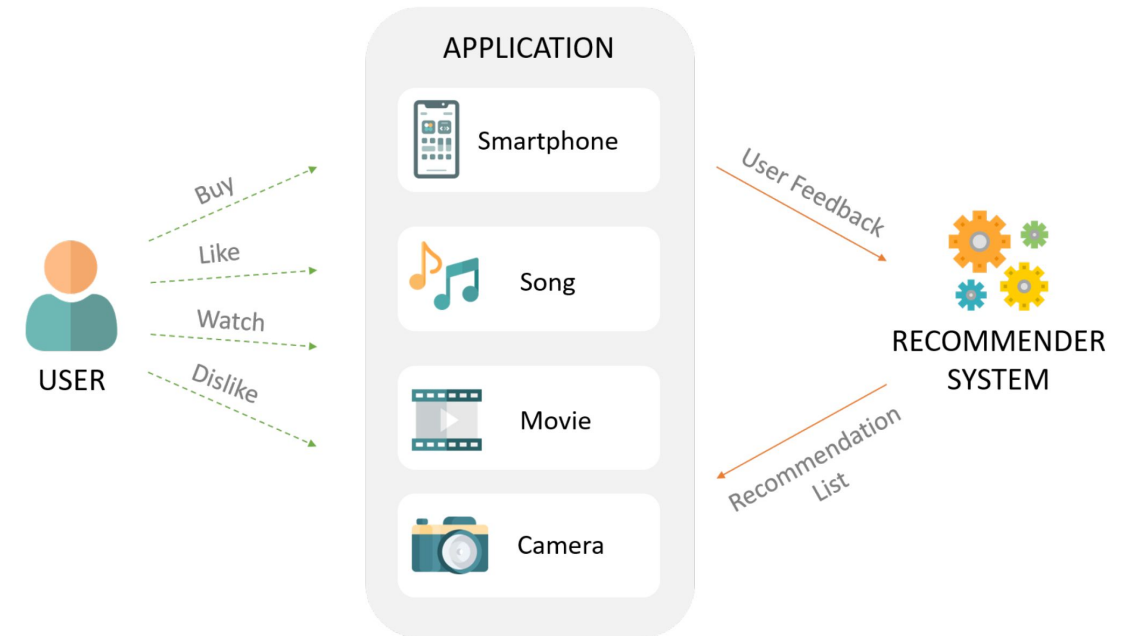 APPLICATION
Smartphone
Song
Movie
Camera
Buy
Like
Watch
Dislike
USER
User Feedback
RECOMMENDER
SYSTEM
Recommendation
List